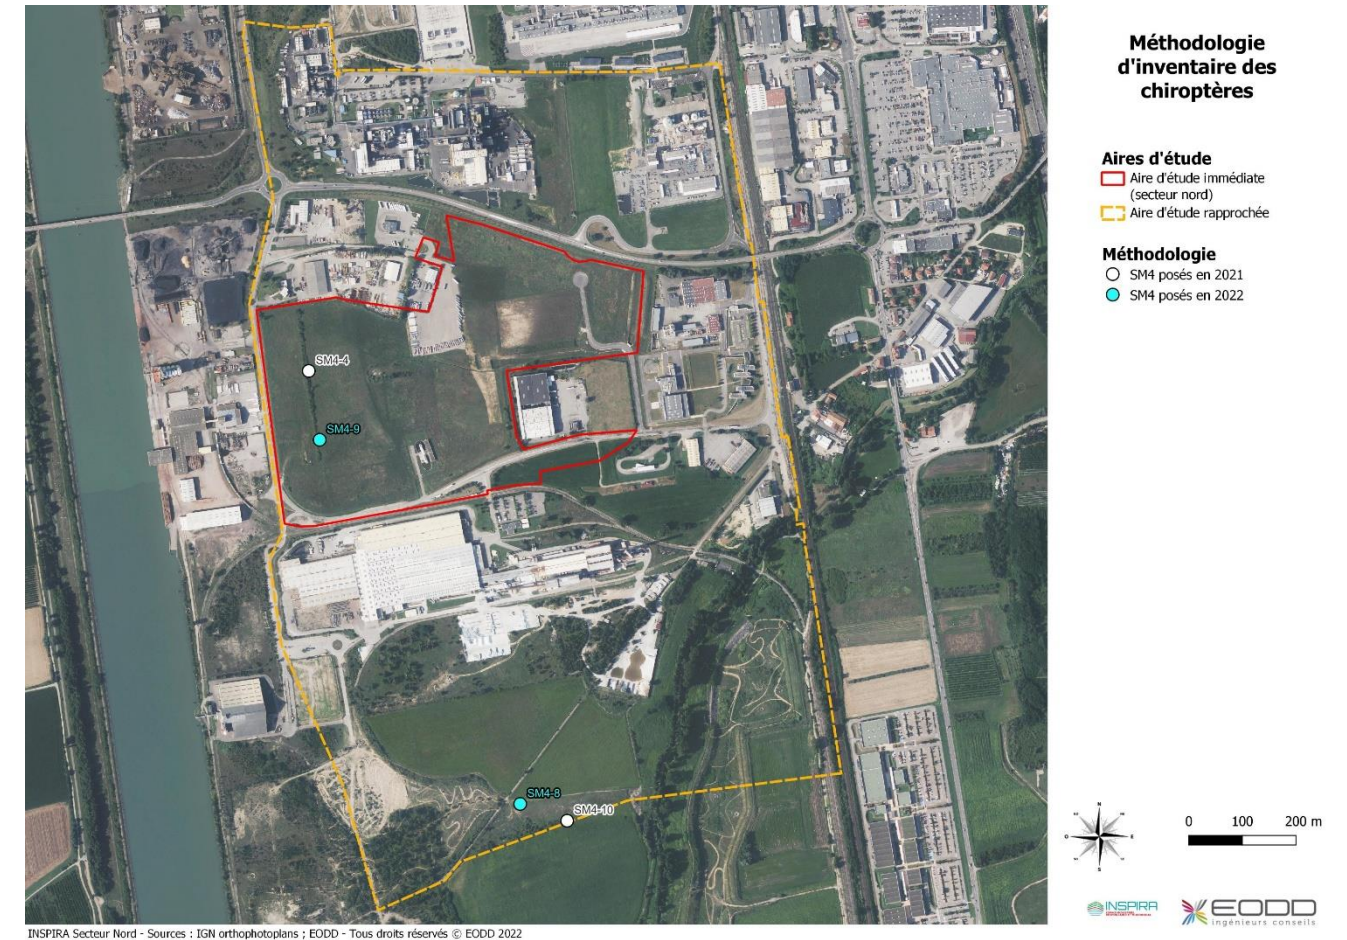 Méthodologie
d'inventaire des
chiroptères
Aires d'étude
Aire d'étude immédiate
(secteur nord)
Aire d'étude rapprochée
Méthodologie
SM4 posés en 2021
SM4 posés en 2022
SM4-4
SM4-9
SM4-8
SM4-10
N
O
E
S
0 100 200 m
INSPIRA
EODD
ingénieurs conseils
INSPIRA Secteur Nord - Sources : IGN orthophotoplans ; EODD - Tous droits réservés © EODD 2022